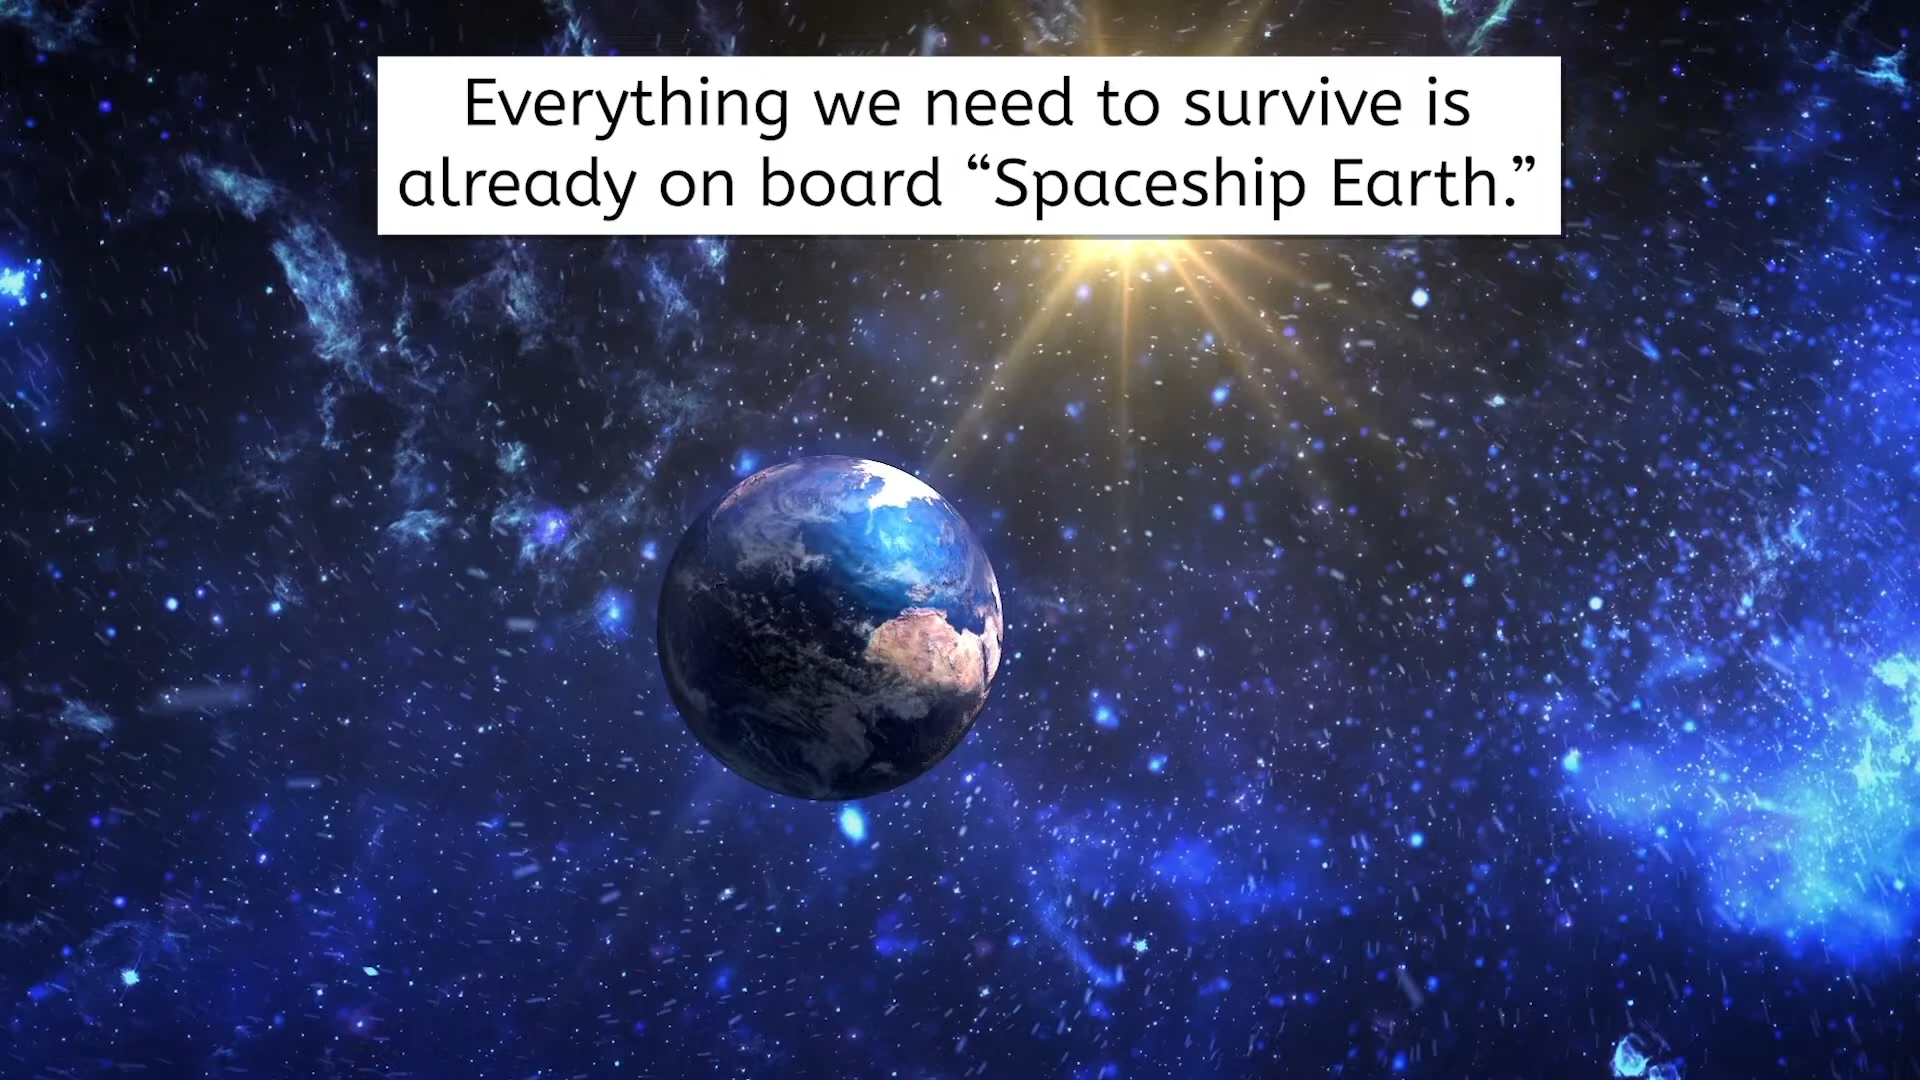 Everything we need to survive is
already on board “Spaceship Earth.”